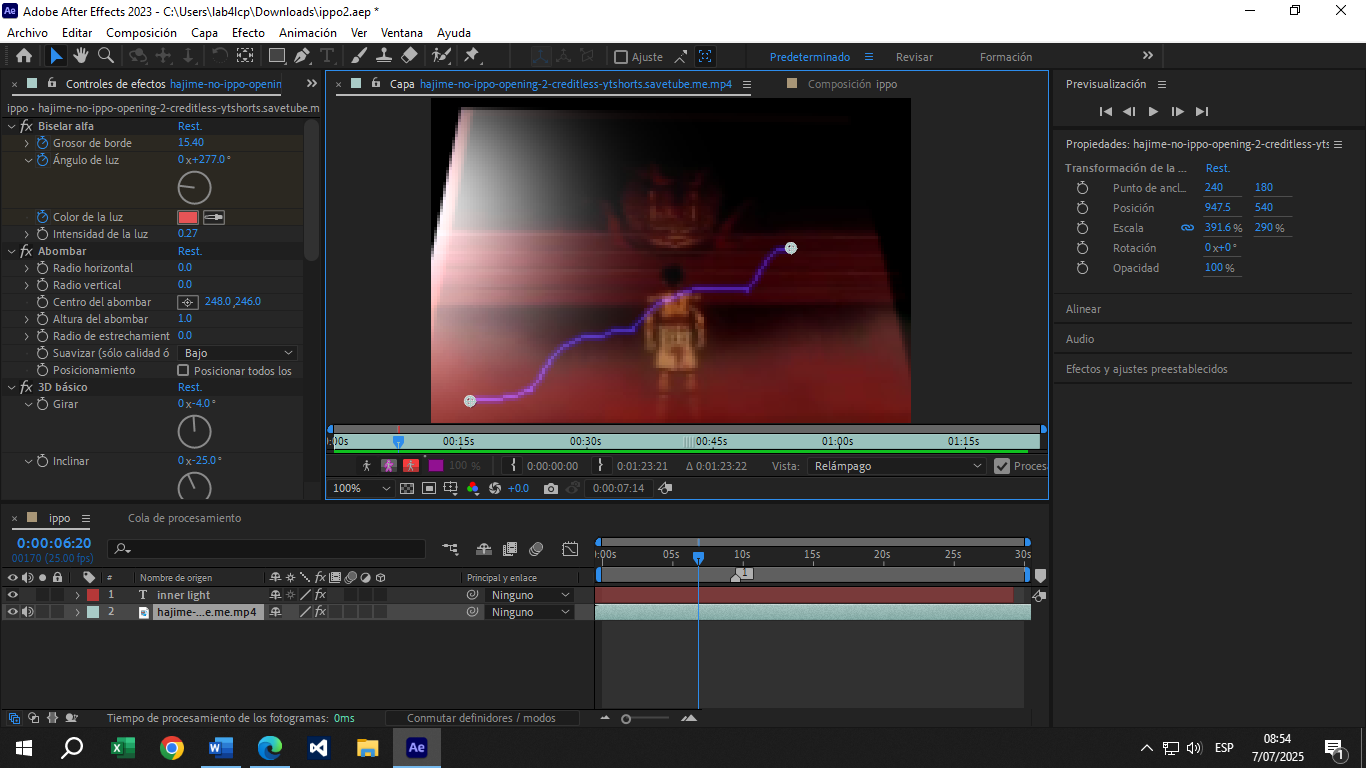 Ae Adobe After Effects 2023 - C:\Users\lab4lcp\Downloads\ippo2.aep *
Archivo Editar Composición Capa Efecto Animación Ver Ventana Ayuda
Ajuste Predeterminado Revisar Formación
Controles de efectos hajime-no-ippo-openin
ippo • hajime-no-ippo-opening-2-creditless-ytshorts.savetube.m
fx Biselar alfa Rest.
Grosor de borde 15.40
Ángulo de luz 0x+277.0°
Color de la luz
Intensidad de la luz 0.27
fx Abombar Rest.
Radio horizontal 0.0
Radio vertical 0.0
Centro del abombar 248.0,246.0
Altura del abombar 1.0
Radio de estrechamient 0.0
Suavizar (sólo calidad ó Bajo
Posicionamiento Posicionar todos los
fx 3D básico Rest.
Girar 0x-4.0°
Inclinar 0x-25.0°
Capa hajime-no-ippo-opening-2-creditless-ytshorts.savetube.me.mp4
Composición ippo
:00s 00:15s 00:30s 00:45s 01:00s 01:15s
100 % 0:00:00:00 0:01:23:21 Δ 0:01:23:22 Vista: Relámpago Proces
100% +0.0 0:00:07:14
Previsualización
Propiedades: hajime-no-ippo-opening-2-creditless-yts
Transformación de la ... Rest.
Punto de ancl... 240 180
Posición 947.5 540
Escala 391.6 % 290 %
Rotación 0x+0°
Opacidad 100 %
Alinear
Audio
Efectos y ajustes preestablecidos
ippo Cola de procesamiento
0:00:06:20
00170 (25.00 fps)
# Nombre de origen fx Principal y enlace
1 T inner light fx Ninguno
2 hajime-...e.me.mp4 fx Ninguno
):00s 05s 10s 15s 20s 25s 30s
1
Tiempo de procesamiento de los fotogramas: 0ms Conmutar definidores / modos
Ae
ESP
08:54
7/07/2025
1